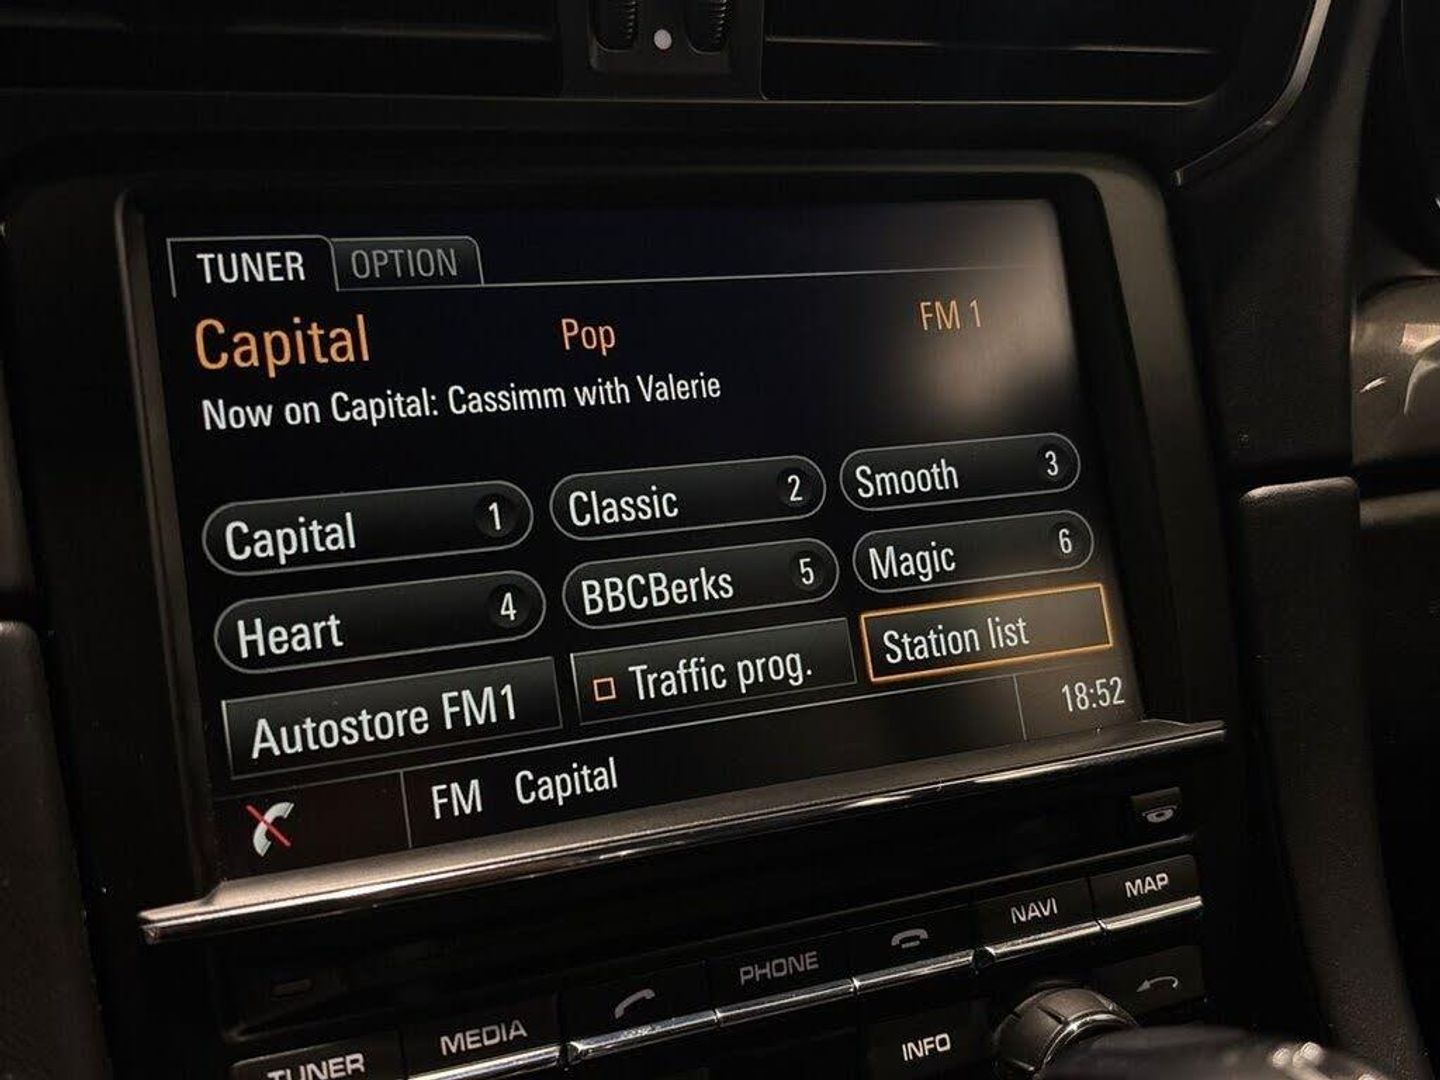 TUNER OPTION
Capital Pop FM 1
Now on Capital: Cassimm with Valerie
Capital 1 Classic 2 Smooth 3
Heart 4 BBCBerks 5 Magic 6
Autostore FM1 Traffic prog. Station list
FM Capital 18:52
TUNER MEDIA PHONE NAVI MAP
INFO